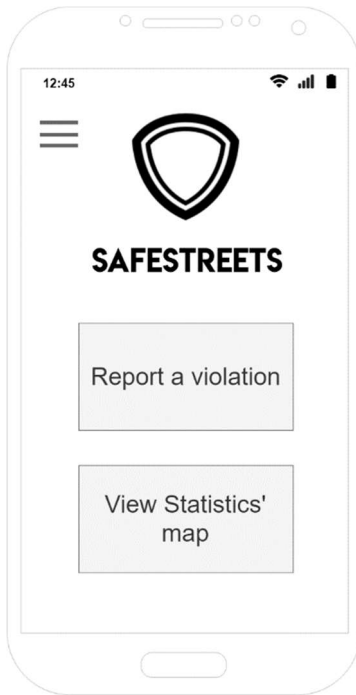 12:45
SAFESTREETS
Report a violation
View Statistics'
map